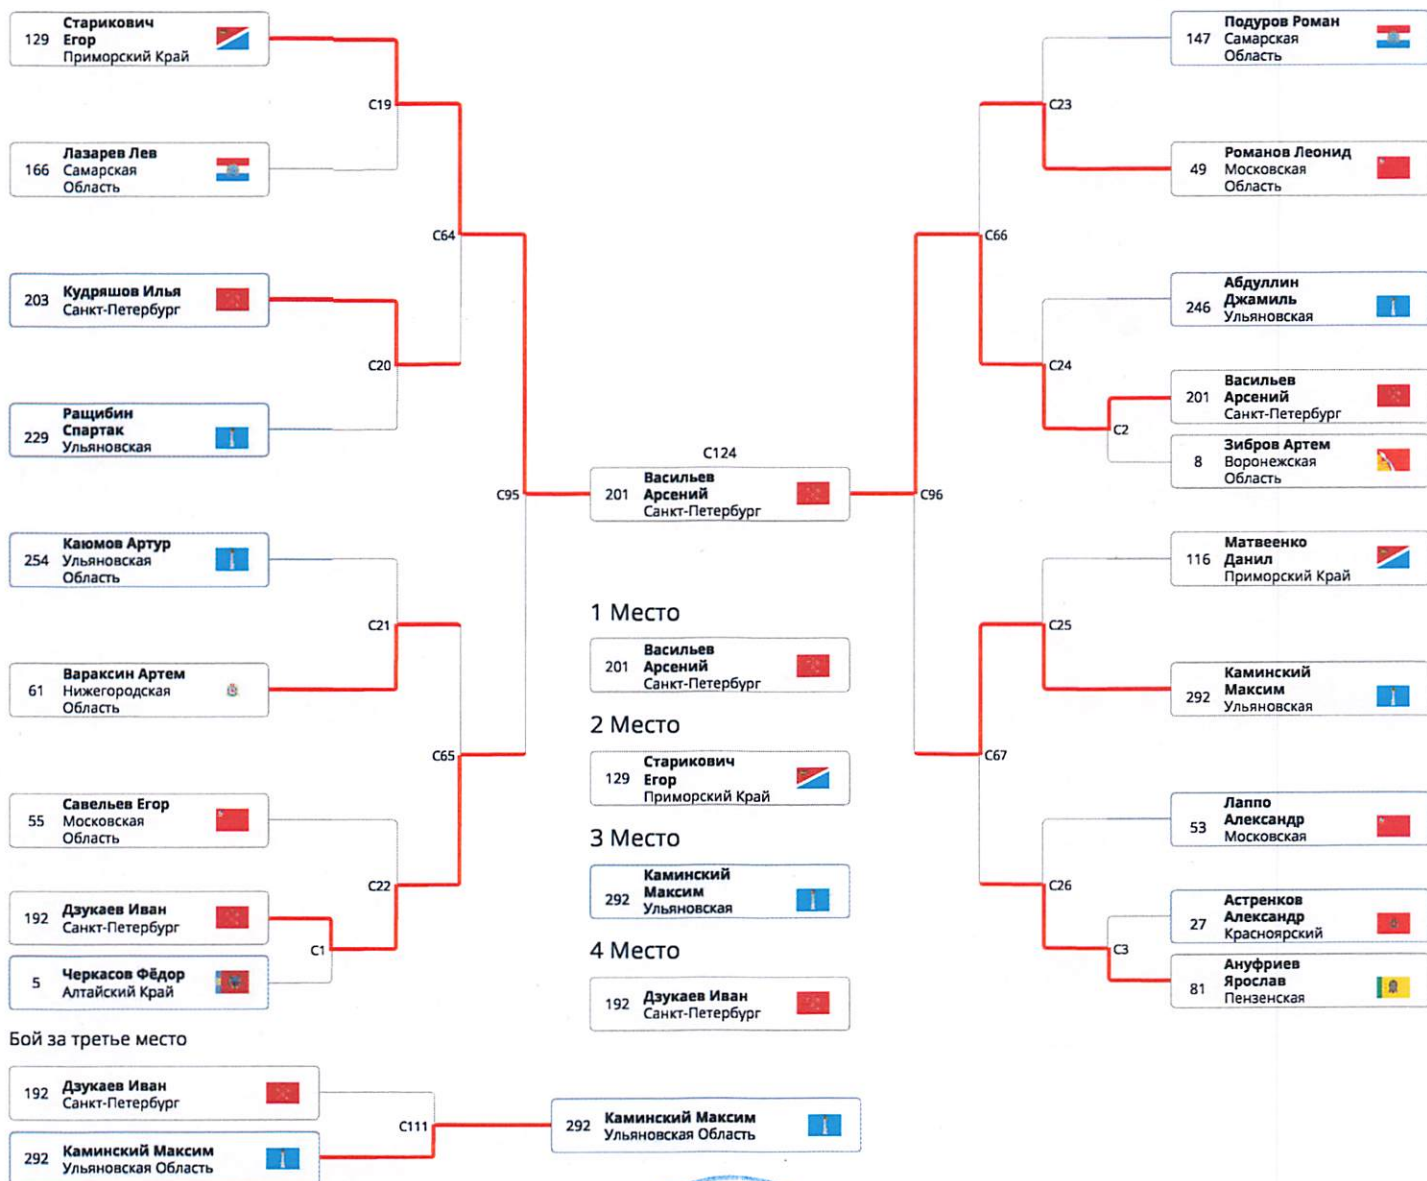 129
Старикович
Егор
Приморский Край
C19
166
Лазарев Лев
Самарская
Область
C64
203
Кудряшов Илья
Санкт-Петербург
C20
229
Ращибин
Спартак
Ульяновская
C95
254
Каюмов Артур
Ульяновская
Область
C21
61
Вараксин Артем
Нижегородская
Область
C65
55
Савельев Егор
Московская
Область
C22
192
Дзукаев Иван
Санкт-Петербург
C1
5
Черкасов Фёдор
Алтайский Край
C124
201
Васильев
Арсений
Санкт-Петербург
1 Место
201
Васильев
Арсений
Санкт-Петербург
2 Место
129
Старикович
Егор
Приморский Край
3 Место
292
Каминский
Максим
Ульяновская
4 Место
192
Дзукаев Иван
Санкт-Петербург
147
Подуров Роман
Самарская
Область
C23
49
Романов Леонид
Московская
Область
C66
246
Абдуллин
Джамиль
Ульяновская
C24
201
Васильев
Арсений
Санкт-Петербург
C2
8
Зибров Артем
Воронежская
Область
C96
116
Матвеенко
Данил
Приморский Край
C25
292
Каминский
Максим
Ульяновская
C67
53
Лаппо
Александр
Московская
C26
27
Астренков
Александр
Красноярский
C3
81
Ануфриев
Ярослав
Пензенская
Бой за третье место
192
Дзукаев Иван
Санкт-Петербург
C111
292
Каминский Максим
Ульяновская Область
292
Каминский Максим
Ульяновская Область